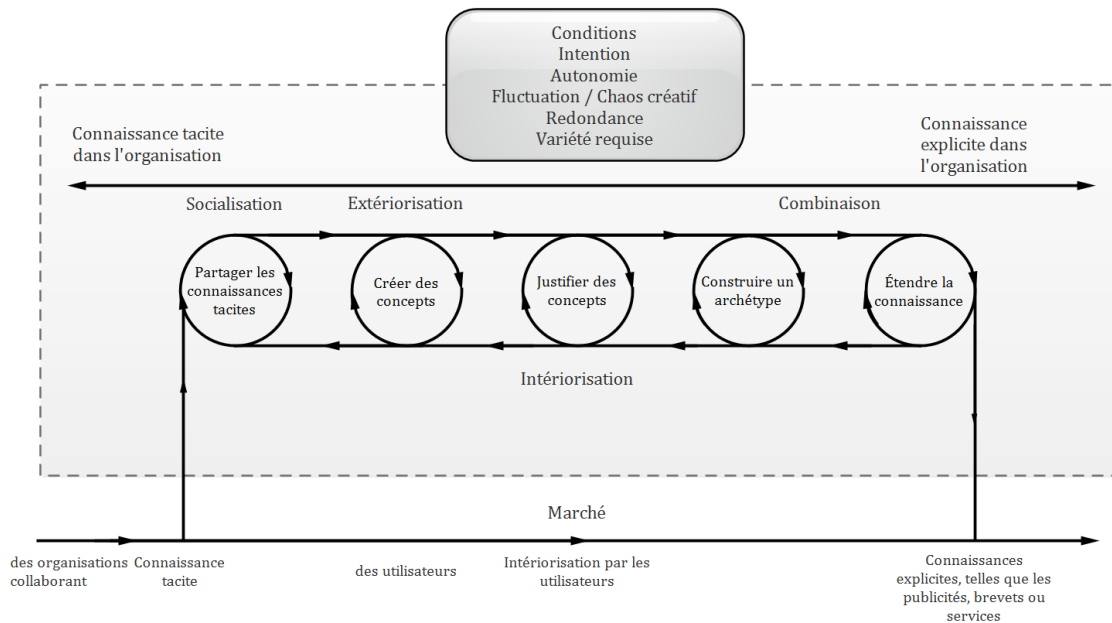 Conditions
Intention
Autonomie
Fluctuation / Chaos créatif
Redondance
Variété requise
Connaissance tacite
dans l'organisation
Connaissance
explicite dans
l'organisation
Socialisation
Extériorisation
Combinaison
Partager les
connaissances
tacites
Créer des
concepts
Justifier des
concepts
Construire un
archétype
Étendre la
connaissance
Intériorisation
Marché
des organisations
collaborant
Connaissance
tacite
des utilisateurs
Intériorisation par les
utilisateurs
Connaissances
explicites, telles que les
publicités, brevets ou
services